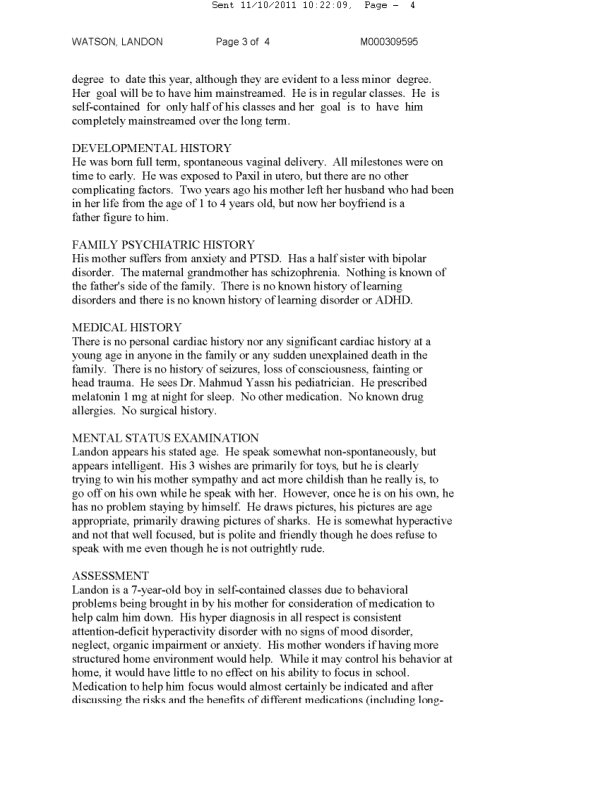 Sent 11/10/2011 10:22:09, Page - 4
WATSON, LANDON Page 3 of 4 M000309595
degree to date this year, although they are evident to a less minor degree.
Her goal will be to have him mainstreamed. He is in regular classes. He is
self-contained for only half of his classes and her goal is to have him
completely mainstreamed over the long term.
DEVELOPMENTAL HISTORY
He was born full term, spontaneous vaginal delivery. All milestones were on
time to early. He was exposed to Paxil in utero, but there are no other
complicating factors. Two years ago his mother left her husband who had been
in her life from the age of 1 to 4 years old, but now her boyfriend is a
father figure to him.
FAMILY PSYCHIATRIC HISTORY
His mother suffers from anxiety and PTSD. Has a half sister with bipolar
disorder. The maternal grandmother has schizophrenia. Nothing is known of
the father's side of the family. There is no known history of learning
disorders and there is no known history of learning disorder or ADHD.
MEDICAL HISTORY
There is no personal cardiac history nor any significant cardiac history at a
young age in anyone in the family or any sudden unexplained death in the
family. There is no history of seizures, loss of consciousness, fainting or
head trauma. He sees Dr. Mahmud Yassn his pediatrician. He prescribed
melatonin 1 mg at night for sleep. No other medication. No known drug
allergies. No surgical history.
MENTAL STATUS EXAMINATION
Landon appears his stated age. He speak somewhat non-spontaneously, but
appears intelligent. His 3 wishes are primarily for toys, but he is clearly
trying to win his mother sympathy and act more childish than he really is, to
go off on his own while he speak with her. However, once he is on his own, he
has no problem staying by himself. He draws pictures, his pictures are age
appropriate, primarily drawing pictures of sharks. He is somewhat hyperactive
and not that well focused, but is polite and friendly though he does refuse to
speak with me even though he is not outrightly rude.
ASSESSMENT
Landon is a 7-year-old boy in self-contained classes due to behavioral
problems being brought in by his mother for consideration of medication to
help calm him down. His hyper diagnosis in all respect is consistent
attention-deficit hyperactivity disorder with no signs of mood disorder,
neglect, organic impairment or anxiety. His mother wonders if having more
structured home environment would help. While it may control his behavior at
home, it would have little to no effect on his ability to focus in school.
Medication to help him focus would almost certainly be indicated and after
discussing the risks and the benefits of different medications (including long-